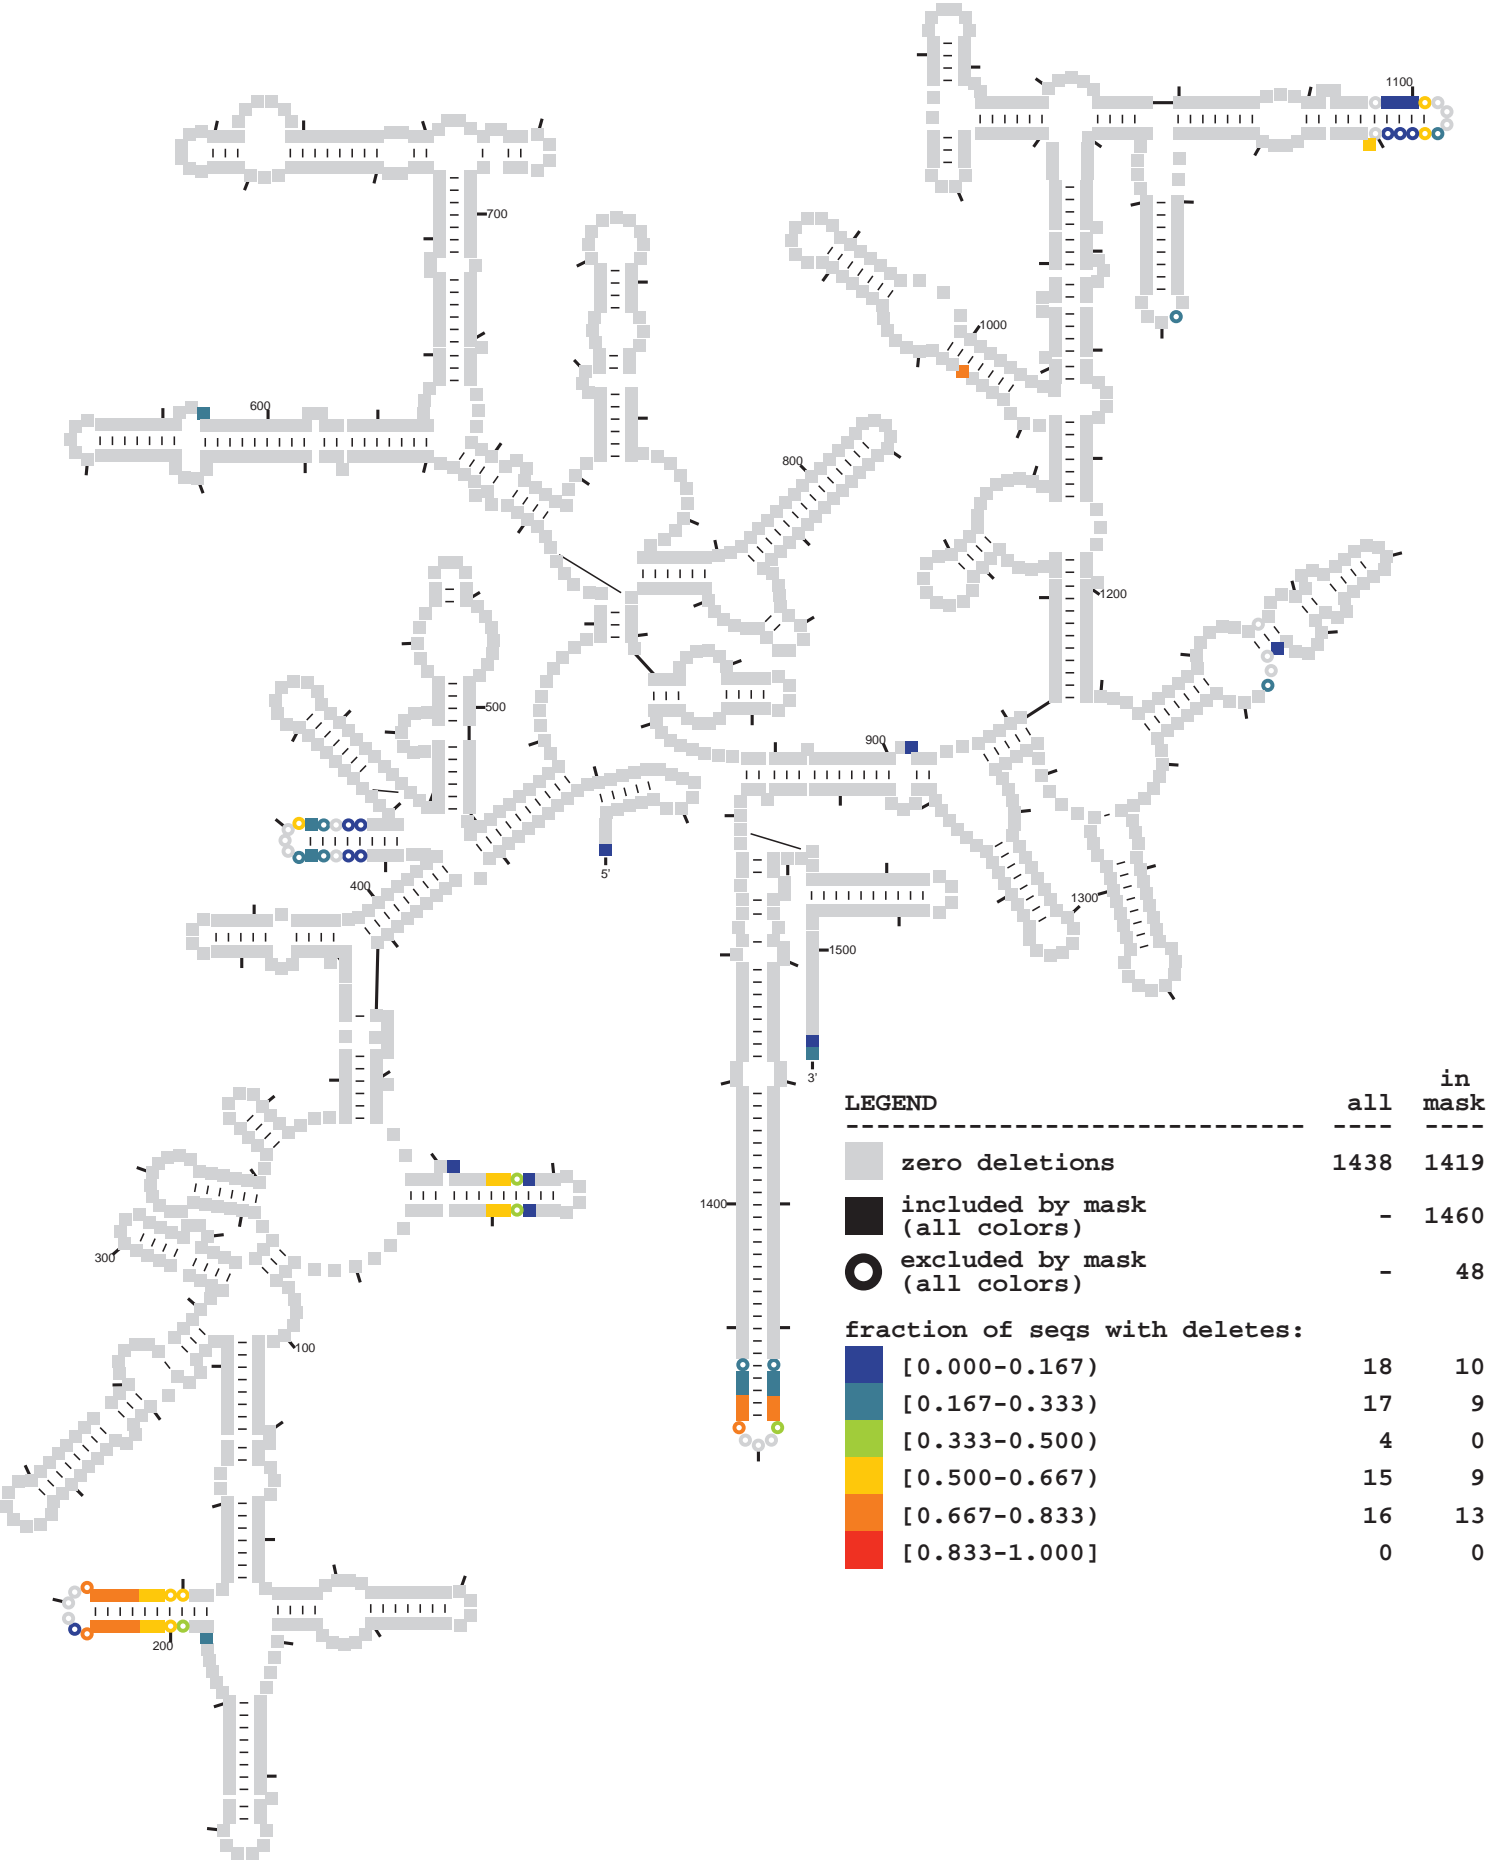 1100
700
1000
600
800
1200
500
900
5'
400
1300
1500
3'
in
LEGEND all mask
----------------------------- ---- ----
zero deletions 1438 1419
1400
included by mask
(all colors) - 1460
300
excluded by mask
(all colors) - 48
fraction of seqs with deletes:
100
[0.000-0.167) 18 10
[0.167-0.333) 17 9
[0.333-0.500) 4 0
[0.500-0.667) 15 9
[0.667-0.833) 16 13
[0.833-1.000] 0 0
200